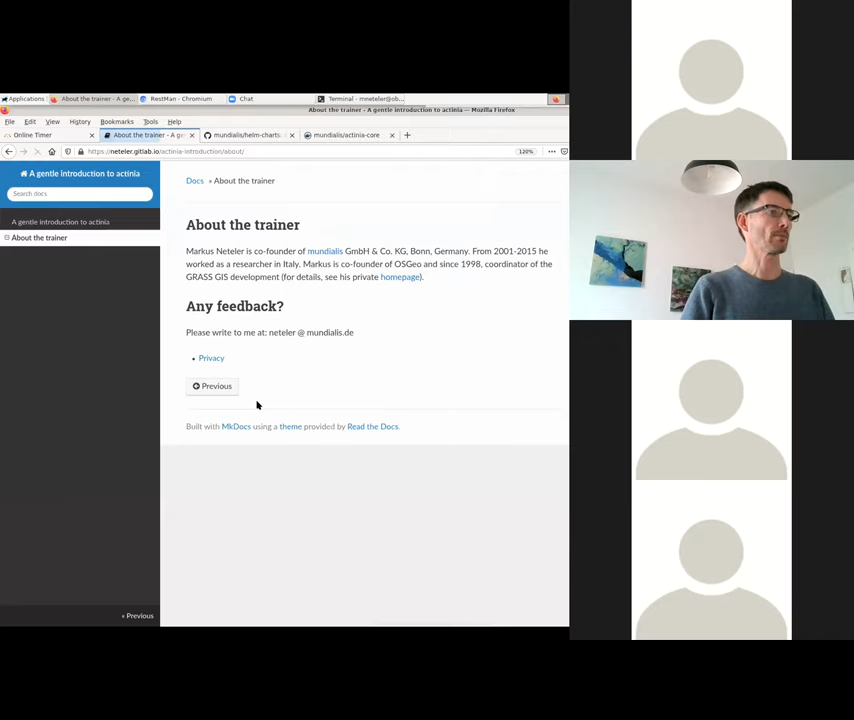 Applications
About the trainer - A ge...
RestMan - Chromium
Chat
Terminal - mneteler@ob...
About the trainer - A gentle introduction to actinia — Mozilla Firefox
File Edit View History Bookmarks Tools Help
Online Timer
About the trainer - A ge
mundialis/helm-charts:
mundialis/actinia-core
https://neteler.gitlab.io/actinia-introduction/about/
120%
A gentle introduction to actinia
Search docs
A gentle introduction to actinia
About the trainer
« Previous
Docs » About the trainer
About the trainer
Markus Neteler is co-founder of mundialis GmbH & Co. KG, Bonn, Germany. From 2001-2015 he
worked as a researcher in Italy. Markus is co-founder of OSGeo and since 1998, coordinator of the
GRASS GIS development (for details, see his private homepage).
Any feedback?
Please write to me at: neteler @ mundialis.de
Privacy
Previous
Built with MkDocs using a theme provided by Read the Docs.